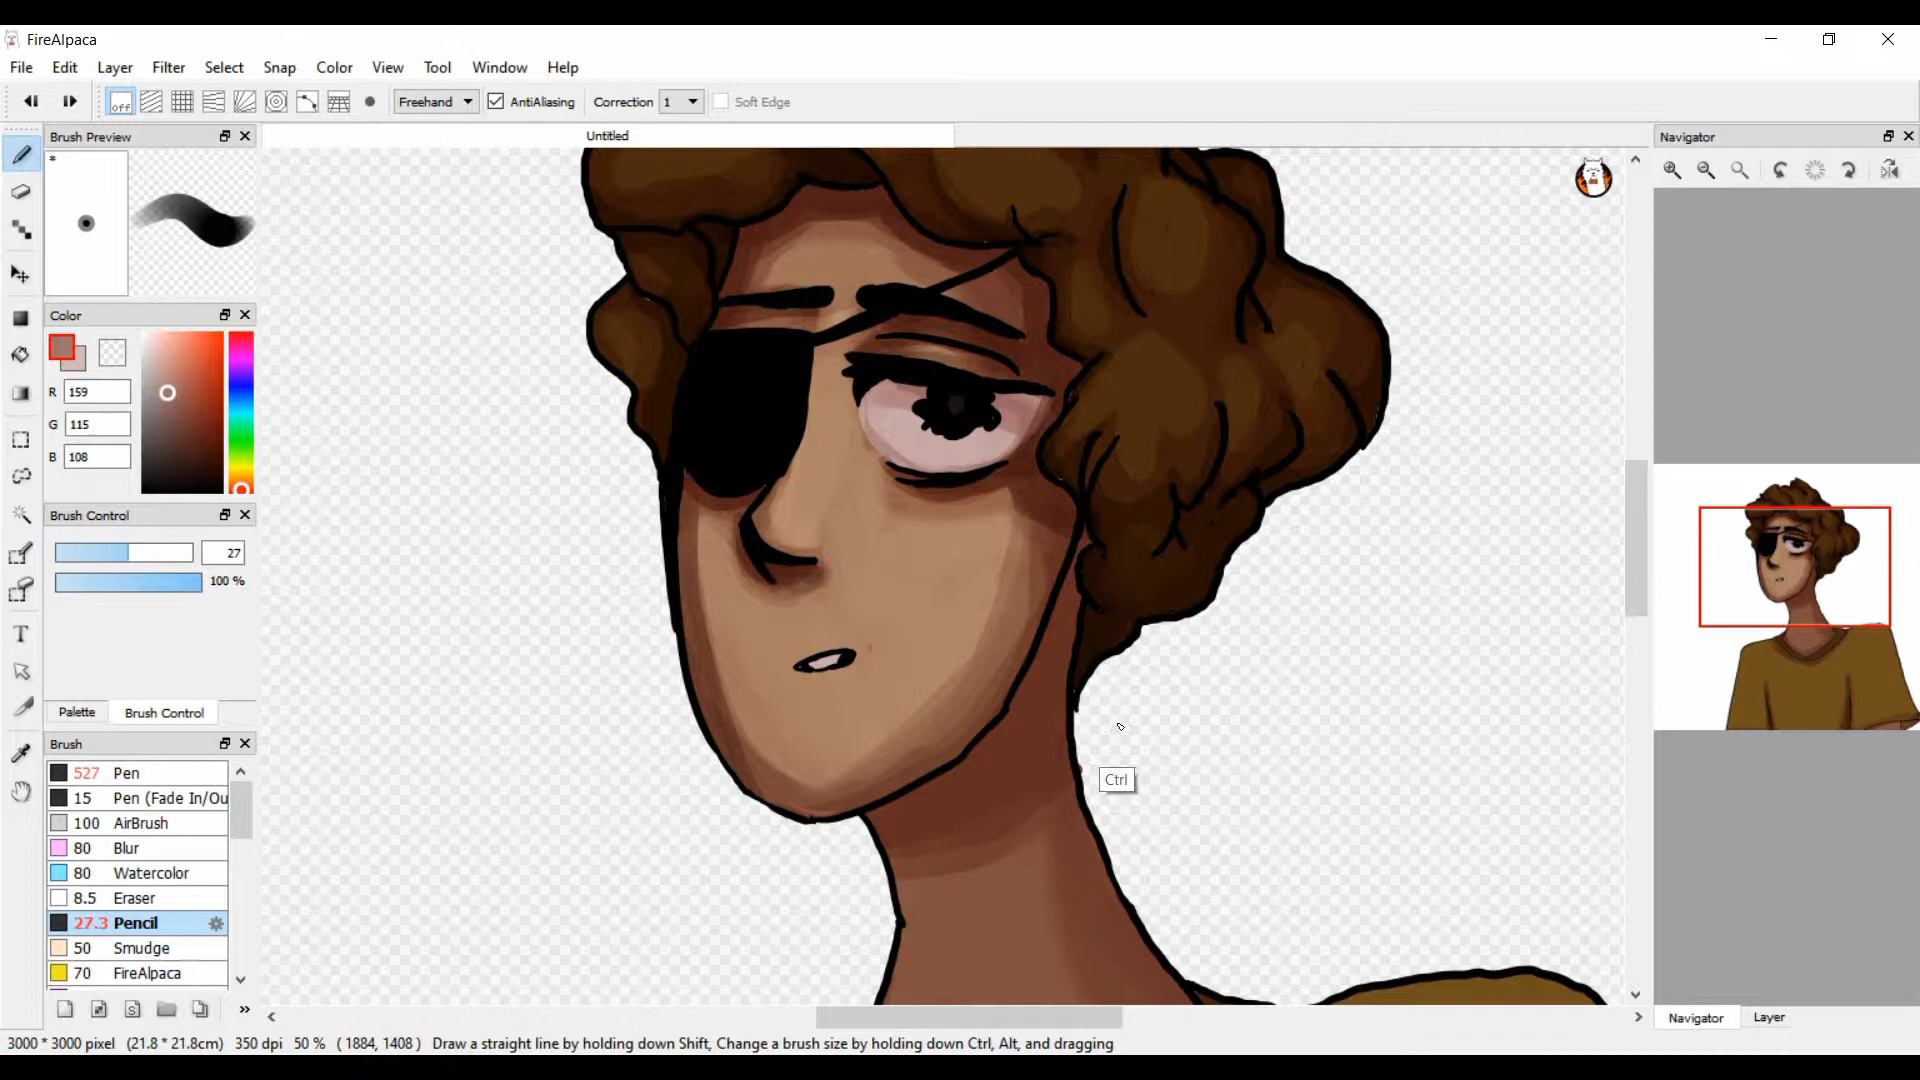 FireAlpaca
File Edit Layer Filter Select Snap Color View Tool Window Help
off Freehand AntiAliasing Correction 1 Soft Edge
Brush Preview
Untitled
Navigator
*
Color
R 159
G 115
B 108
Brush Control
27
100 %
Palette Brush Control
Brush
527 Pen
15 Pen (Fade In/Ou
100 AirBrush
80 Blur
80 Watercolor
8.5 Eraser
27.3 Pencil
50 Smudge
70 FireAlpaca
T
S
Ctrl
Navigator Layer
3000 * 3000 pixel (21.8 * 21.8cm) 350 dpi 50 % ( 1884, 1408 ) Draw a straight line by holding down Shift, Change a brush size by holding down Ctrl, Alt, and dragging